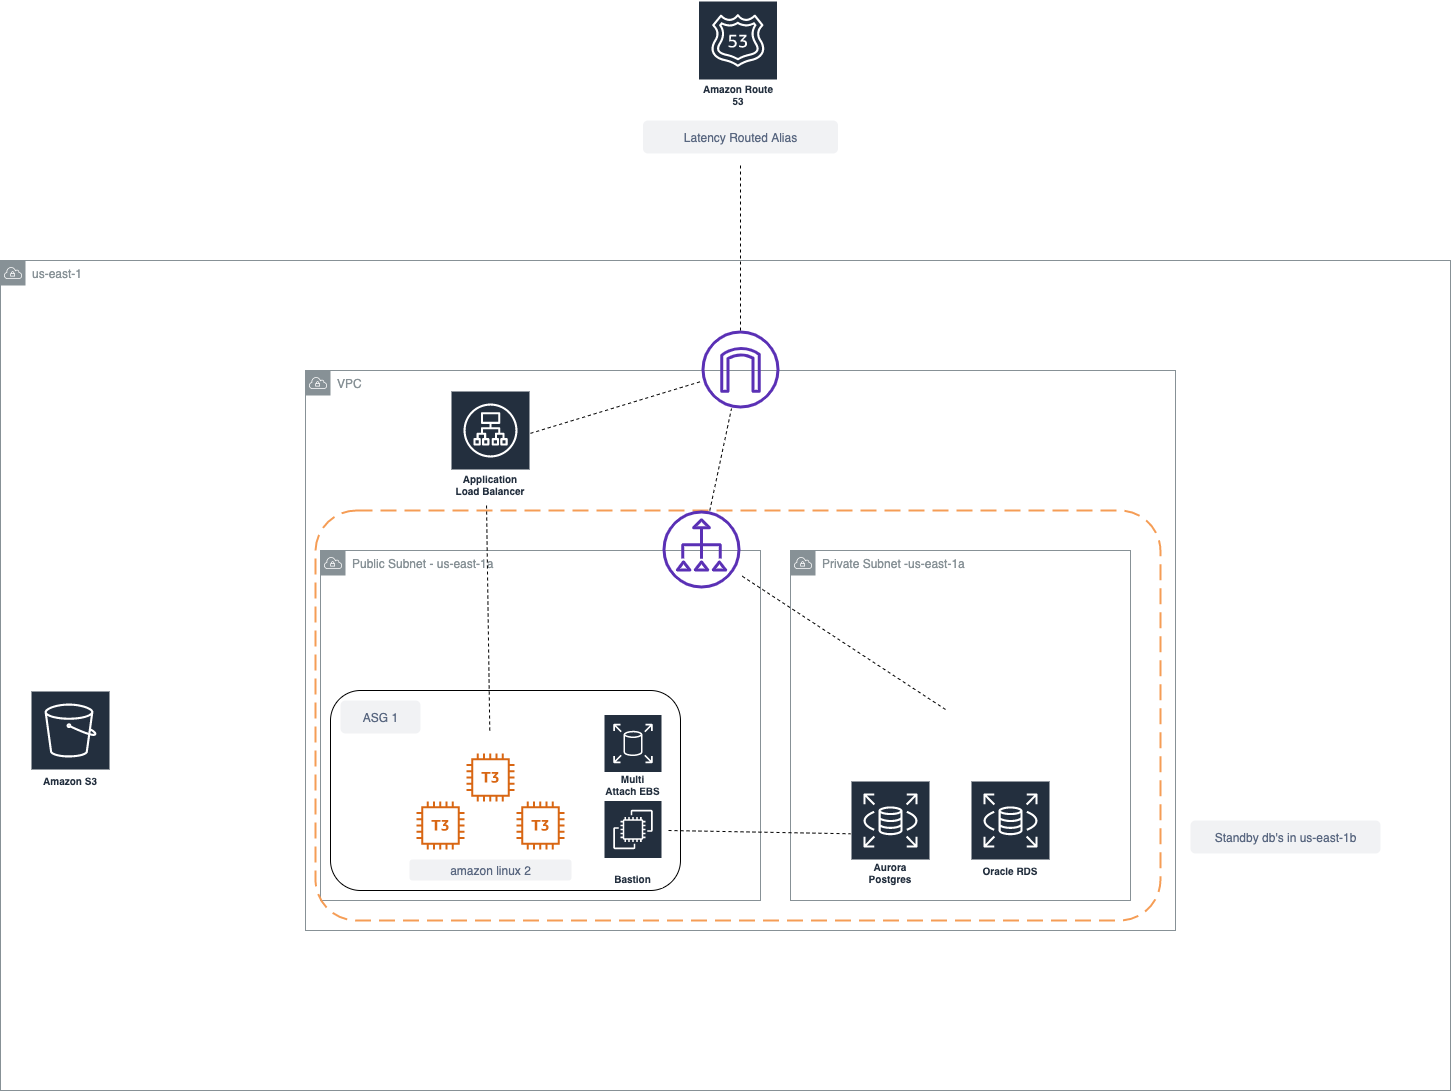 53
Amazon Route
53
Latency Routed Alias
us-east-1
VPC
Application
Load Balancer
Public Subnet - us-east-1a
Private Subnet -us-east-1a
ASG 1
Multi
Attach EBS
T3
T3
T3
amazon linux 2
Bastion
Aurora
Postgres
Oracle RDS
Amazon S3
Standby db's in us-east-1b